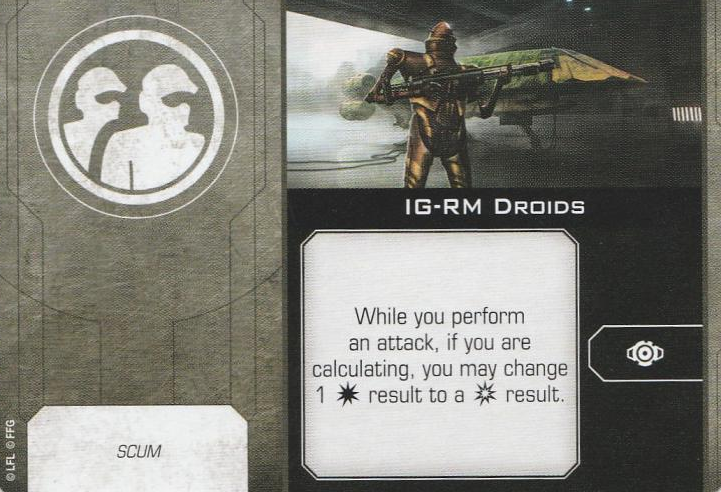 IG-RM DROIDS
While you perform
an attack, if you are
calculating, you may change
1 result to a result.
SCUM
© LFL © FFG